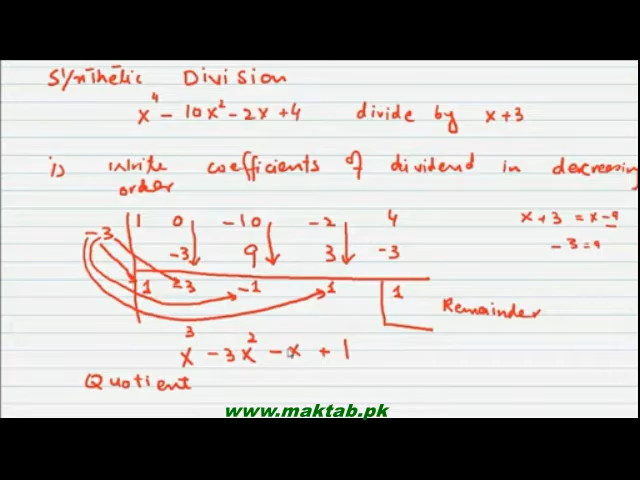 Synthetic Division
x⁴ - 10x² - 2x + 4 divide by x+3
is write coefficients of dividend in decreasing
order
x+3 = x-a
-3 = a
-3 | 1 0 -10 -2 4
-3 9 3 -3
1 -3 -1 1 1
Remainder
x³ - 3x² - x + 1
Quotient
www.maktab.pk